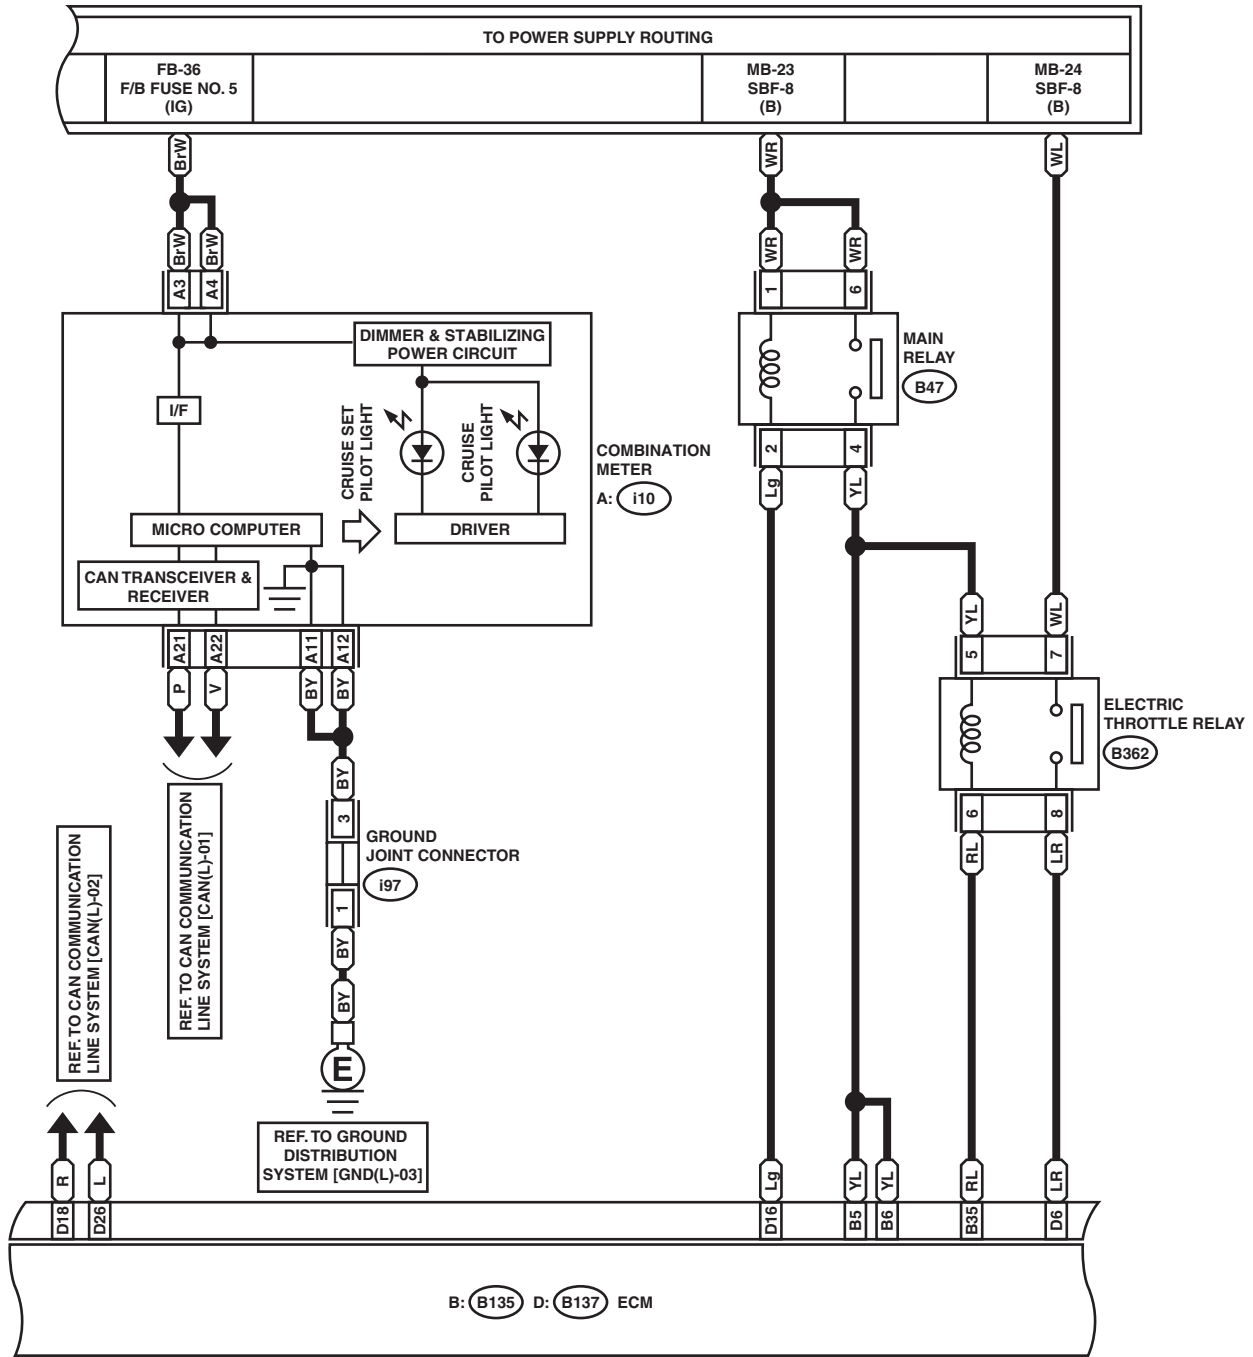 TO POWER SUPPLY ROUTING
FB-36
F/B FUSE NO. 5
(IG)
MB-23
SBF-8
(B)
MB-24
SBF-8
(B)
BrW
WR
WL
BrW
BrW
WR
WR
A3
A4
1
6
DIMMER & STABILIZING
POWER CIRCUIT
MAIN
RELAY
B47
I/F
CRUISE SET
PILOT LIGHT
CRUISE
PILOT LIGHT
COMBINATION
METER
A: i10
2
4
Lg
YL
MICRO COMPUTER
DRIVER
CAN TRANSCEIVER &
RECEIVER
YL
WL
A21
A22
A11
A12
5
7
P
V
BY
BY
ELECTRIC
THROTTLE RELAY
B362
BY
3
6
8
GROUND
JOINT CONNECTOR
i97
RL
LR
1
BY
BY
REF. TO CAN COMMUNICATION
LINE SYSTEM [CAN(L)-02]
REF. TO CAN COMMUNICATION
LINE SYSTEM [CAN(L)-01]
E
REF. TO GROUND
DISTRIBUTION
SYSTEM [GND(L)-03]
R
L
Lg
YL
YL
RL
LR
D18
D26
D16
B5
B6
B35
D6
B: B135 D: B137 ECM